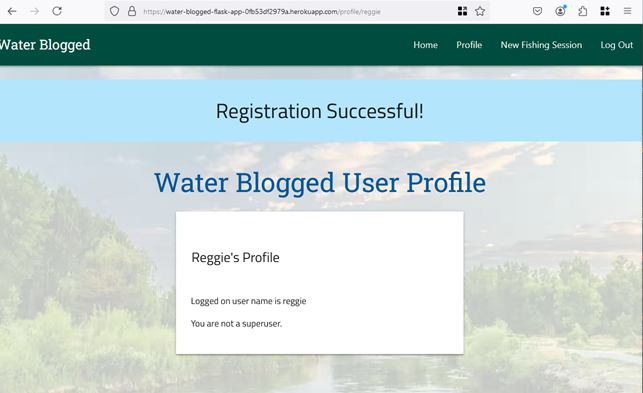 https://water-blogged-flask-app-0fb53df2979a.herokuapp.com/profile/reggie
Water Blogged
Home Profile New Fishing Session Log Out
Registration Successful!
Water Blogged User Profile
Reggie's Profile
Logged on user name is reggie
You are not a superuser.